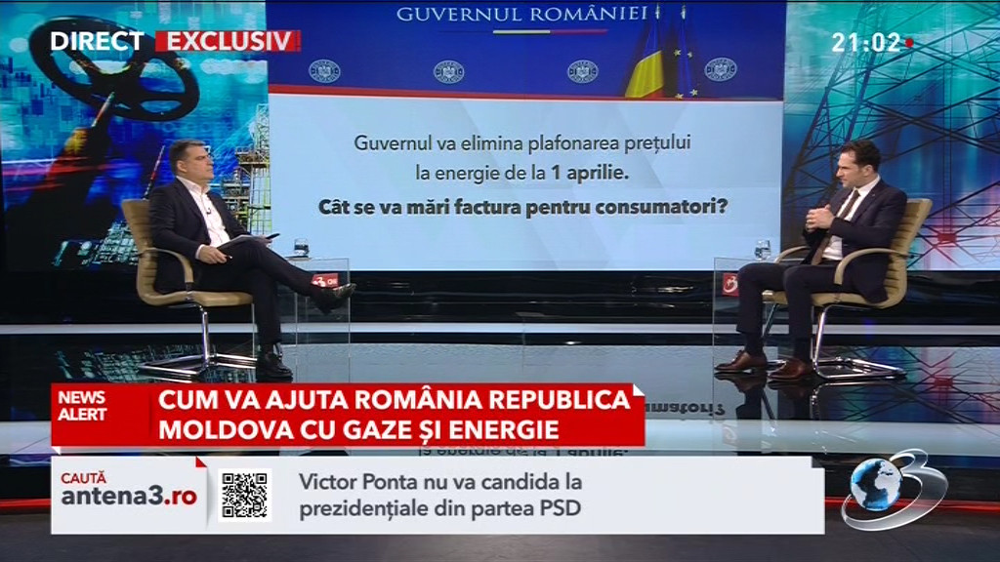 GUVERNUL ROMÂNIEI
DIRECT EXCLUSIV
21:02
Guvernul va elimina plafonarea prețului
la energie de la 1 aprilie.
Cât se va mări factura pentru consumatori?
NEWS
ALERT
CUM VA AJUTA ROMÂNIA REPUBLICA
MOLDOVA CU GAZE ȘI ENERGIE
CAUTĂ
antena3.ro
Victor Ponta nu va candida la
prezidențiale din partea PSD
3